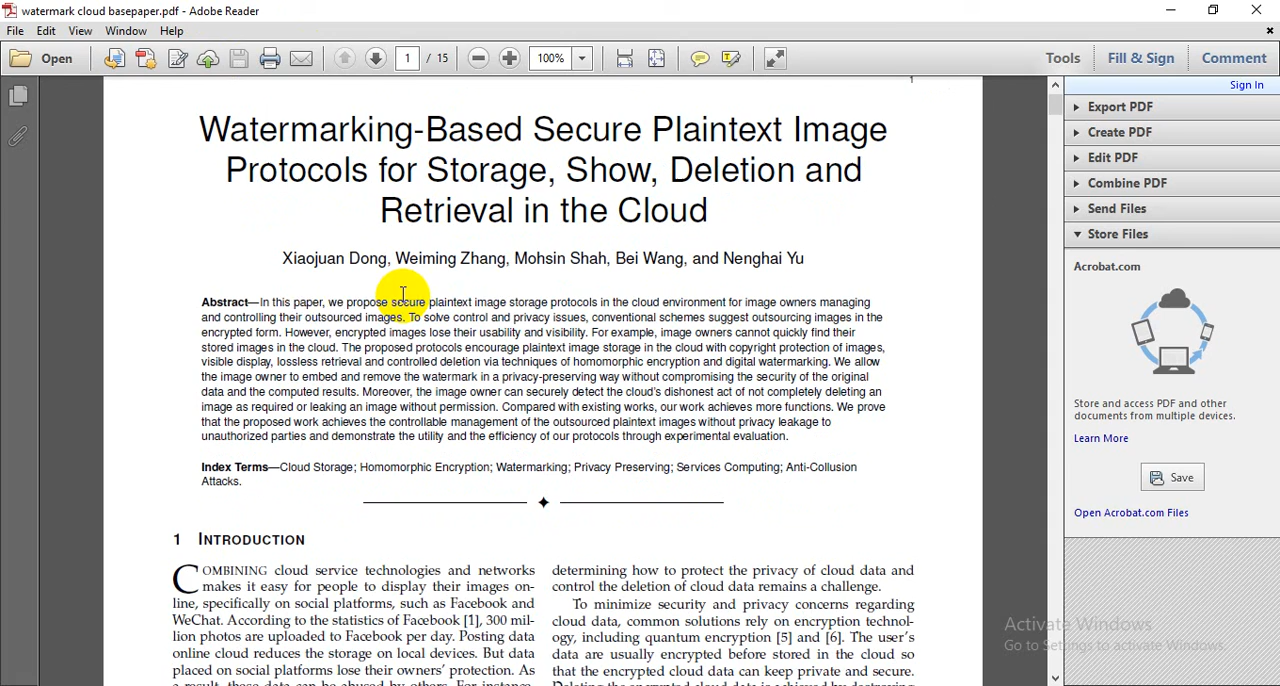 watermark cloud basepaper.pdf - Adobe Reader
File Edit View Window Help
Open 1 / 15 100% Tools Fill & Sign Comment
Sign In
Export PDF
Create PDF
Edit PDF
Combine PDF
Send Files
Store Files
Acrobat.com
Store and access PDF and other
documents from multiple devices.
Learn More
Save
Open Acrobat.com Files
1
Watermarking-Based Secure Plaintext Image
Protocols for Storage, Show, Deletion and
Retrieval in the Cloud
Xiaojuan Dong, Weiming Zhang, Mohsin Shah, Bei Wang, and Nenghai Yu
Abstract—In this paper, we propose secure plaintext image storage protocols in the cloud environment for image owners managing
and controlling their outsourced images. To solve control and privacy issues, conventional schemes suggest outsourcing images in the
encrypted form. However, encrypted images lose their usability and visibility. For example, image owners cannot quickly find their
stored images in the cloud. The proposed protocols encourage plaintext image storage in the cloud with copyright protection of images,
visible display, lossless retrieval and controlled deletion via techniques of homomorphic encryption and digital watermarking. We allow
the image owner to embed and remove the watermark in a privacy-preserving way without compromising the security of the original
data and the computed results. Moreover, the image owner can securely detect the cloud's dishonest act of not completely deleting an
image as required or leaking an image without permission. Compared with existing works, our work achieves more functions. We prove
that the proposed work achieves the controllable management of the outsourced plaintext images without privacy leakage to
unauthorized parties and demonstrate the utility and the efficiency of our protocols through experimental evaluation.
Index Terms—Cloud Storage; Homomorphic Encryption; Watermarking; Privacy Preserving; Services Computing; Anti-Collusion
Attacks.
1 INTRODUCTION
COMBINING cloud service technologies and networks
makes it easy for people to display their images on-
line, specifically on social platforms, such as Facebook and
WeChat. According to the statistics of Facebook [1], 300 mil-
lion photos are uploaded to Facebook per day. Posting data
online cloud reduces the storage on local devices. But data
placed on social platforms lose their owners' protection. As
a result, these data can be abused by others. For instance,
determining how to protect the privacy of cloud data and
control the deletion of cloud data remains a challenge.
To minimize security and privacy concerns regarding
cloud data, common solutions rely on encryption technol-
ogy, including quantum encryption [5] and [6]. The user's
data are usually encrypted before stored in the cloud so
that the encrypted cloud data can keep private and secure.
Deleting the encrypted cloud data is achieved by destroying
Activate Windows
Go to Settings to activate Windows.